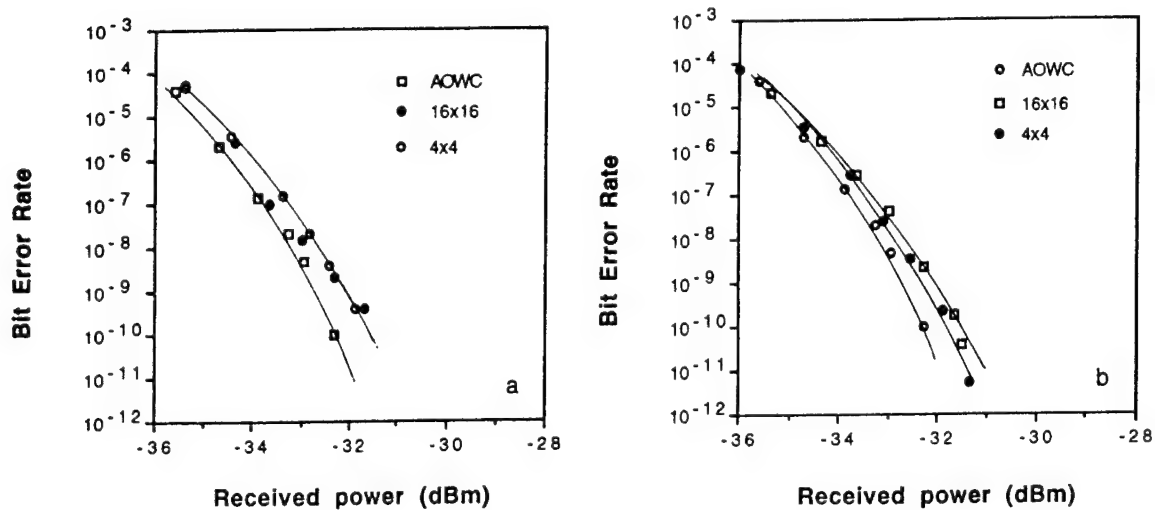 10-3
10-4
10-5
10-6
10-7
10-8
10-9
10-10
10-11
10-12
Bit Error Rate
AOWC
16x16
4x4
a
-36
-34
-32
-30
-28
Received power (dBm)
10-3
10-4
10-5
10-6
10-7
10-8
10-9
10-10
10-11
10-12
Bit Error Rate
AOWC
16x16
4x4
b
-36
-34
-32
-30
-28
Received power (dBm)